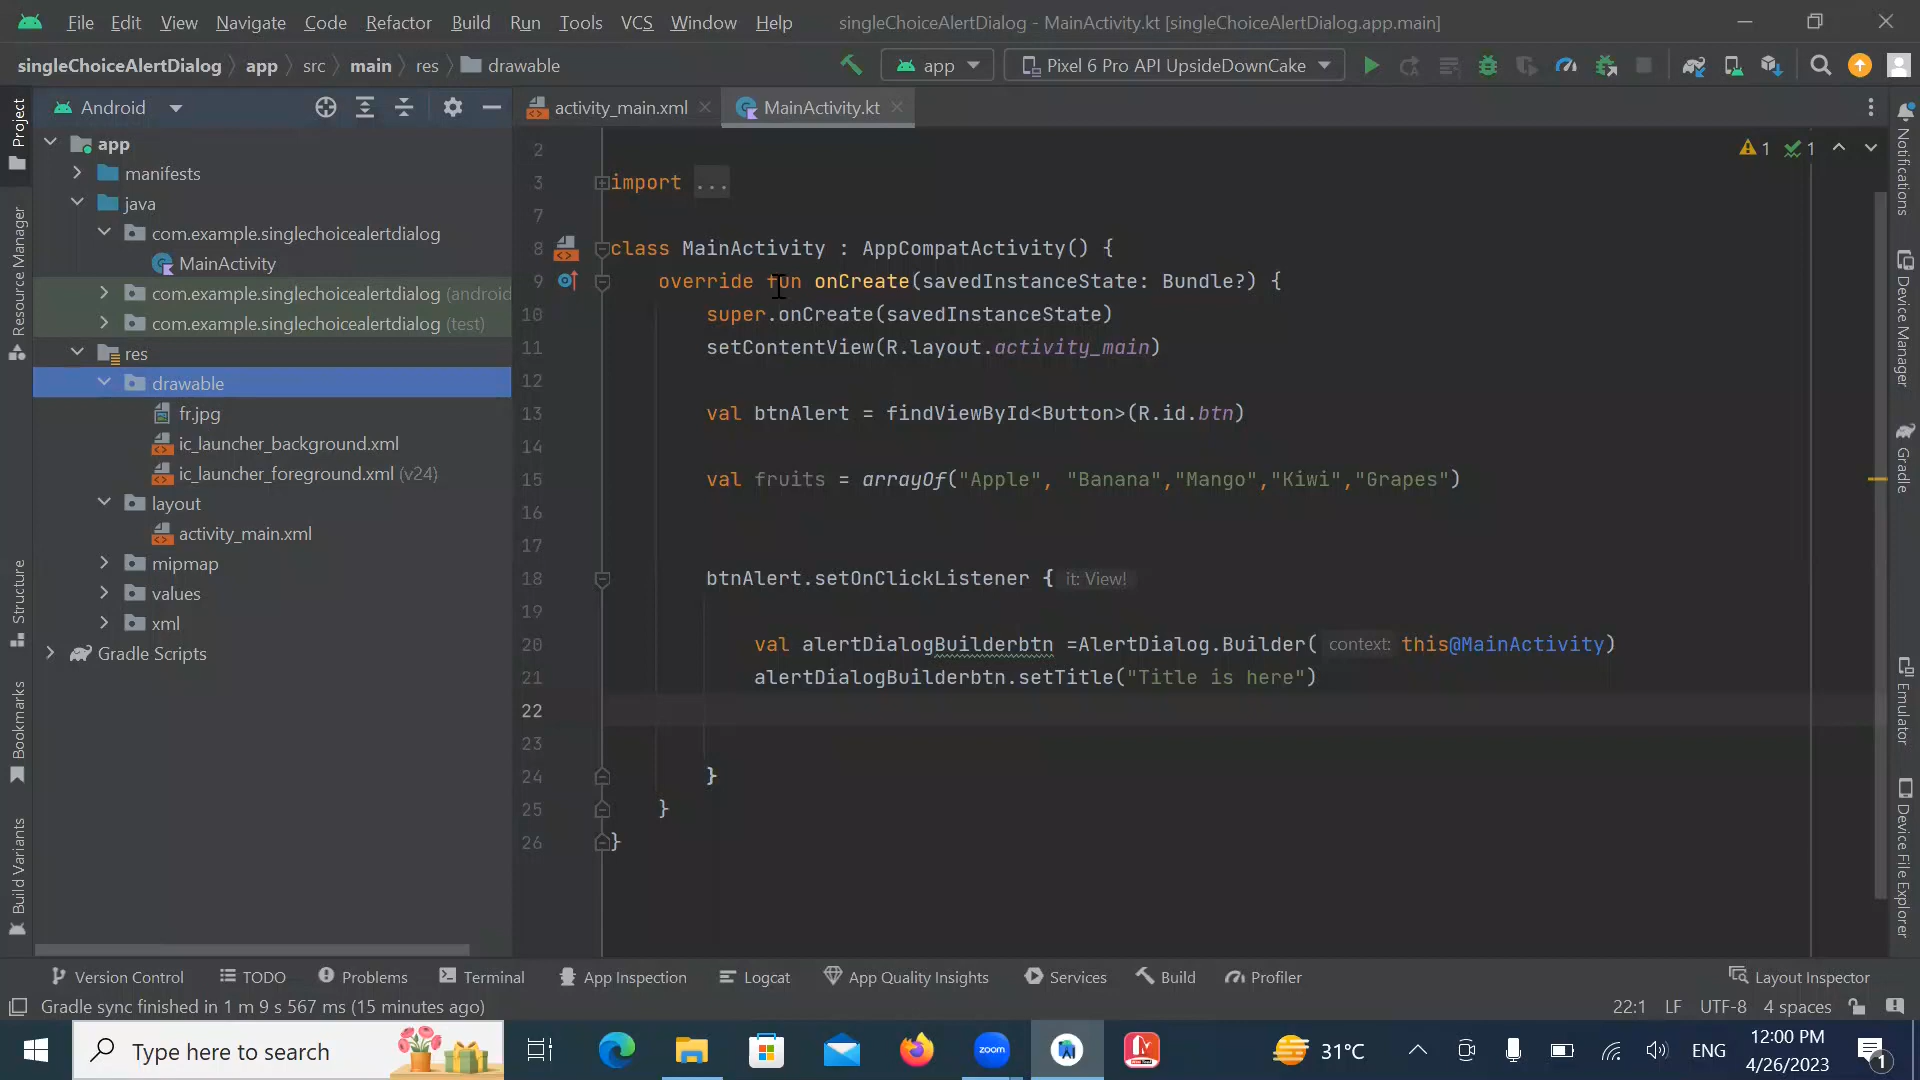 File Edit View Navigate Code Refactor Build Run Tools VCS Window Help singleChoiceAlertDialog - MainActivity.kt [singleChoiceAlertDialog.app.main]
singleChoiceAlertDialog app src main res drawable app Pixel 6 Pro API UpsideDownCake
Project
Resource Manager
Structure
Bookmarks
Build Variants
Android
app
manifests
java
com.example.singlechoicealertdialog
MainActivity
com.example.singlechoicealertdialog (android
com.example.singlechoicealertdialog (test)
res
drawable
fr.jpg
ic_launcher_background.xml
ic_launcher_foreground.xml (v24)
layout
activity_main.xml
mipmap
values
xml
Gradle Scripts
activity_main.xml MainActivity.kt
1 1
2
3 import ...
7
8 class MainActivity : AppCompatActivity() {
9 override fun onCreate(savedInstanceState: Bundle?) {
10 super.onCreate(savedInstanceState)
11 setContentView(R.layout.activity_main)
12
13 val btnAlert = findViewById<Button>(R.id.btn)
14
15 val fruits = arrayOf("Apple", "Banana","Mango","Kiwi","Grapes")
16
17
18 btnAlert.setOnClickListener { it: View!
19
20 val alertDialogBuilderbtn =AlertDialog.Builder( context: this@MainActivity)
21 alertDialogBuilderbtn.setTitle("Title is here")
22
23
24 }
25 }
26 }
Notifications
Device Manager
Gradle
Emulator
Device File Explorer
Version Control TODO Problems Terminal App Inspection Logcat App Quality Insights Services Build Profiler Layout Inspector
Gradle sync finished in 1 m 9 s 567 ms (15 minutes ago) 22:1 LF UTF-8 4 spaces
Type here to search zoom 31°C ENG 12:00 PM
4/26/2023
1